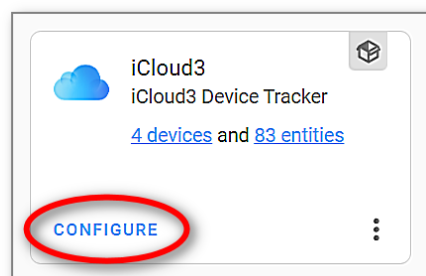 iCloud3
iCloud3 Device Tracker
4 devices and 83 entities
CONFIGURE